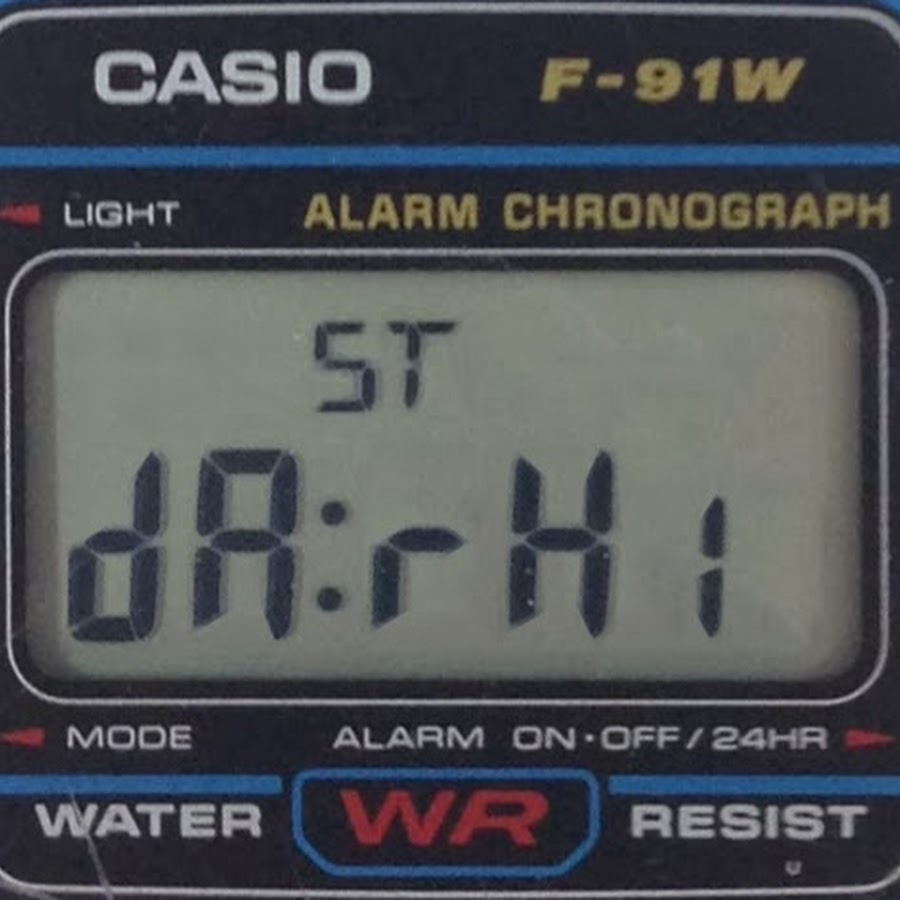 CASIO F-91W
LIGHT ALARM CHRONOGRAPH
ST
dA:rH1
MODE ALARM ON·OFF/24HR
WATER WR RESIST
U